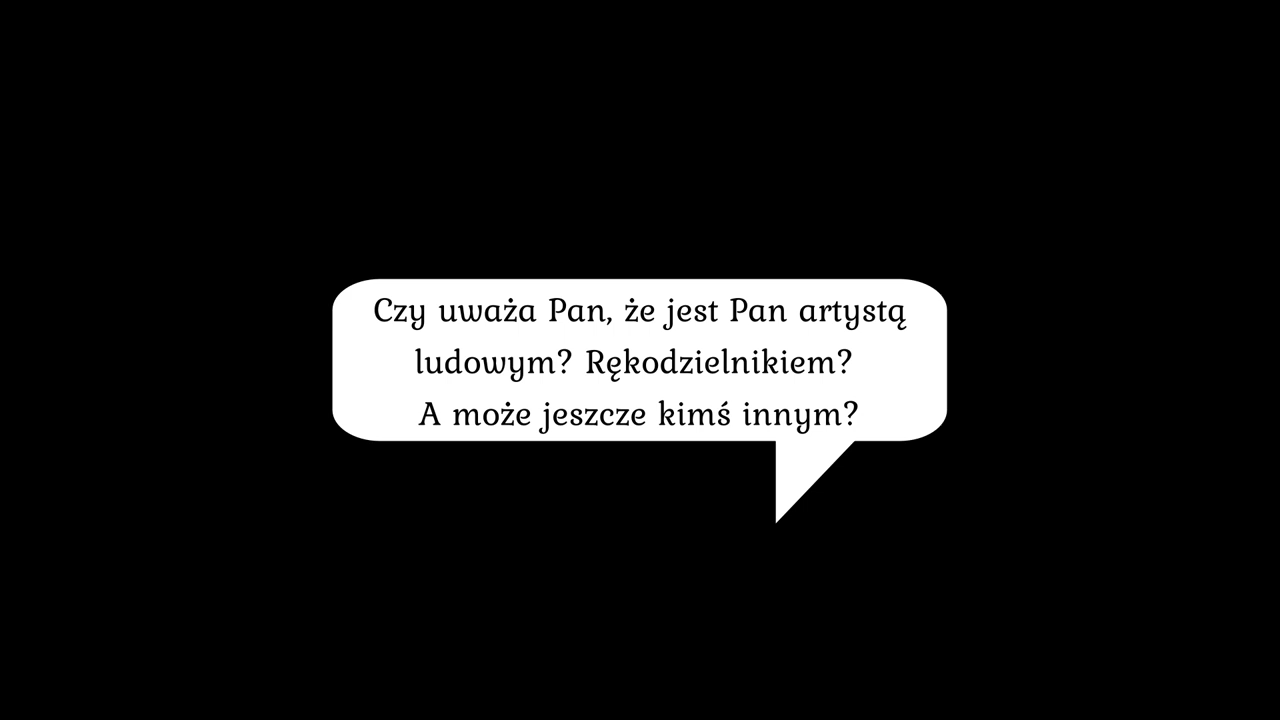 Czy uważa Pan, że jest Pan artystą
ludowym? Rękodzielnikiem?
A może jeszcze kimś innym?